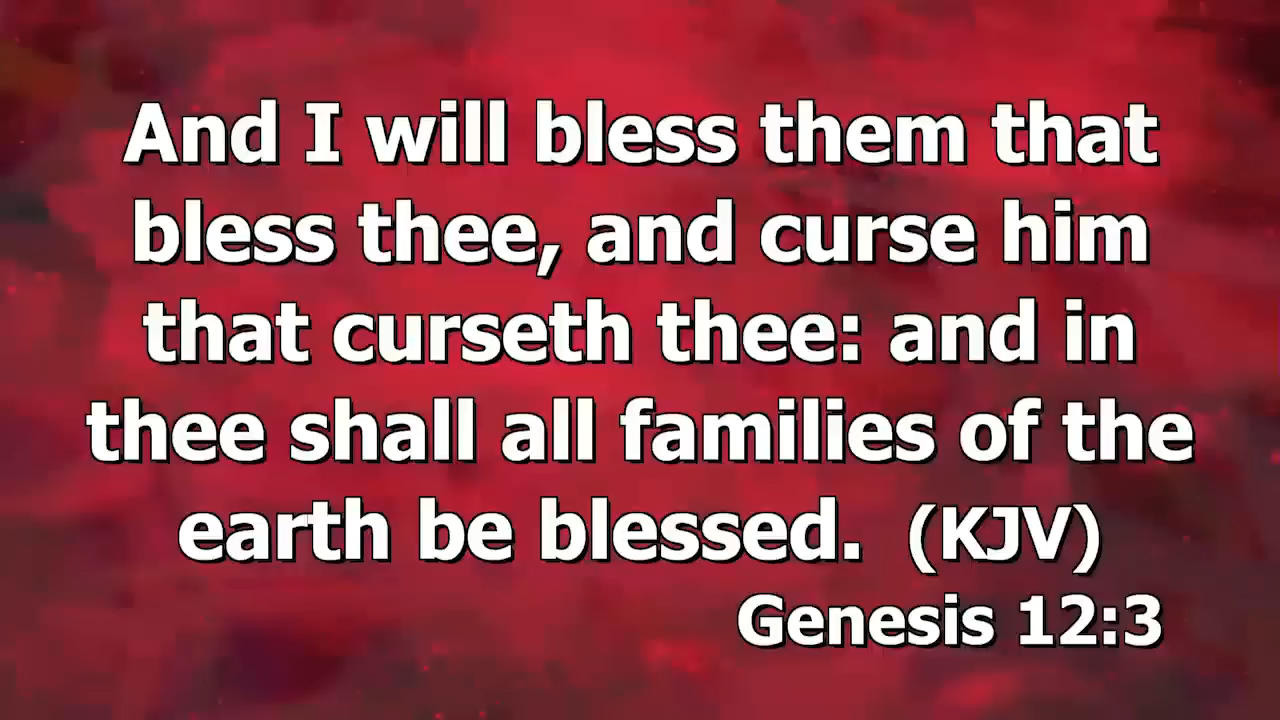 And I will bless them that
bless thee, and curse him
that curseth thee: and in
thee shall all families of the
earth be blessed.  (KJV)
Genesis 12:3